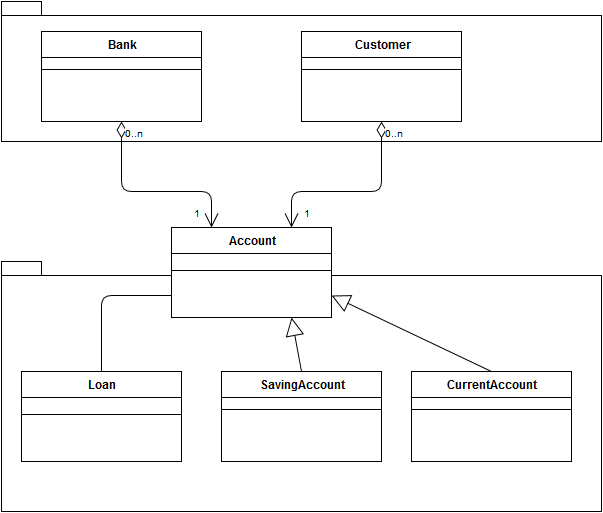 Bank
Customer
0..n
0..n
1
1
Account
Loan
SavingAccount
CurrentAccount